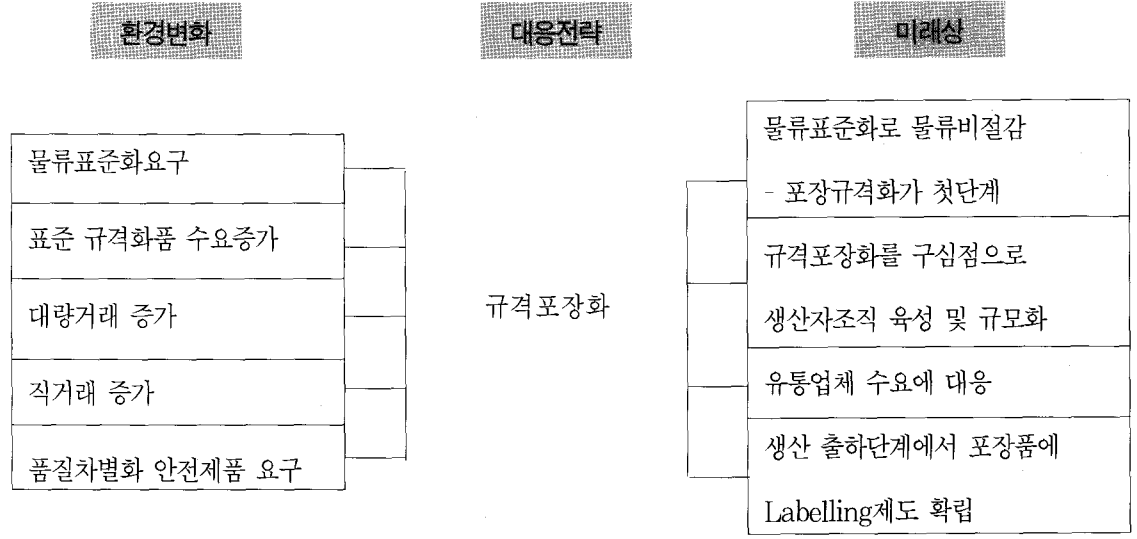 환경변화
대응전략
미래상
물류표준화요구
표준 규격화품 수요증가
대량거래 증가
직거래 증가
품질차별화 안전제품 요구
규격포장화
물류표준화로 물류비절감
- 포장규격화가 첫단계
규격포장화를 구심점으로
생산자조직 육성 및 규모화
유통업체 수요에 대응
생산 출하단계에서 포장품에
Labelling제도 확립